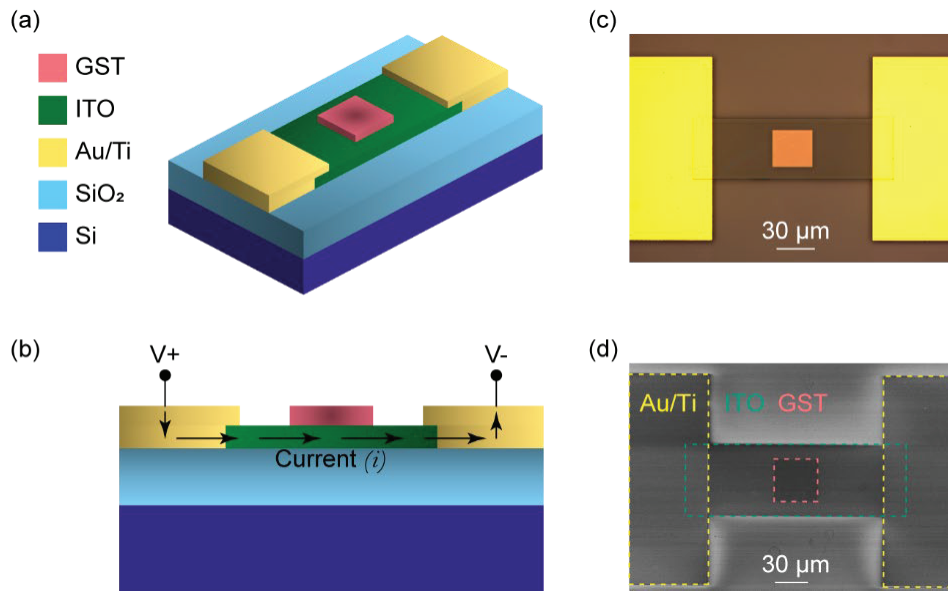 (a)
GST
ITO
Au/Ti
SiO₂
Si
(b)
V+
V-
Current (i)
(c)
30 μm
(d)
Au/Ti ITO GST
30 μm